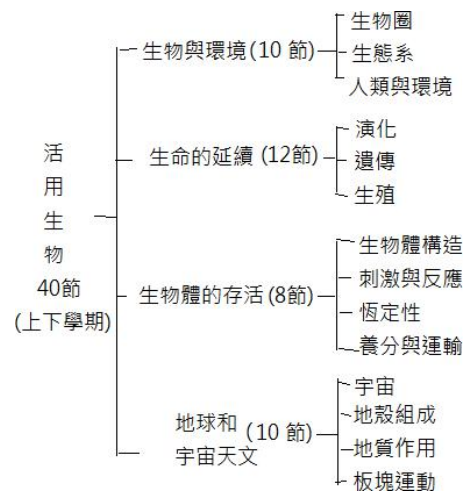 活用生物
40節
(上下學期)
生物與環境(10 節)
生物圈
生態系
人類與環境
生命的延續 (12節)
演化
遺傳
生殖
生物體的存活 (8節)
生物體構造
刺激與反應
恆定性
養分與運輸
地球和
宇宙天文
(10 節)
宇宙
地殼組成
地質作用
板塊運動